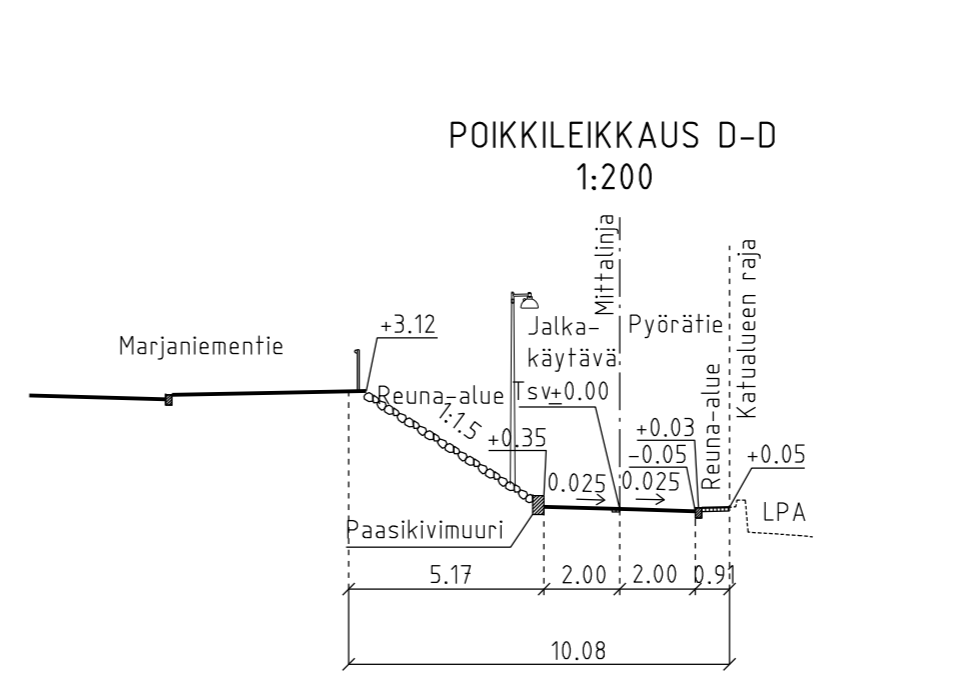 POIKKILEIKKAUS D-D
1:200
Mittalinja
Katualueen raja
Marjaniementie
+3.12
Jalka-
käytävä
Pyörätie
Reuna-alue
1:1.5
Tsv±0.00
Reuna-alue
+0.35
+0.03
-0.05
+0.05
0.025
0.025
LPA
Paasikivimuuri
5.17
2.00
2.00
0.91
10.08